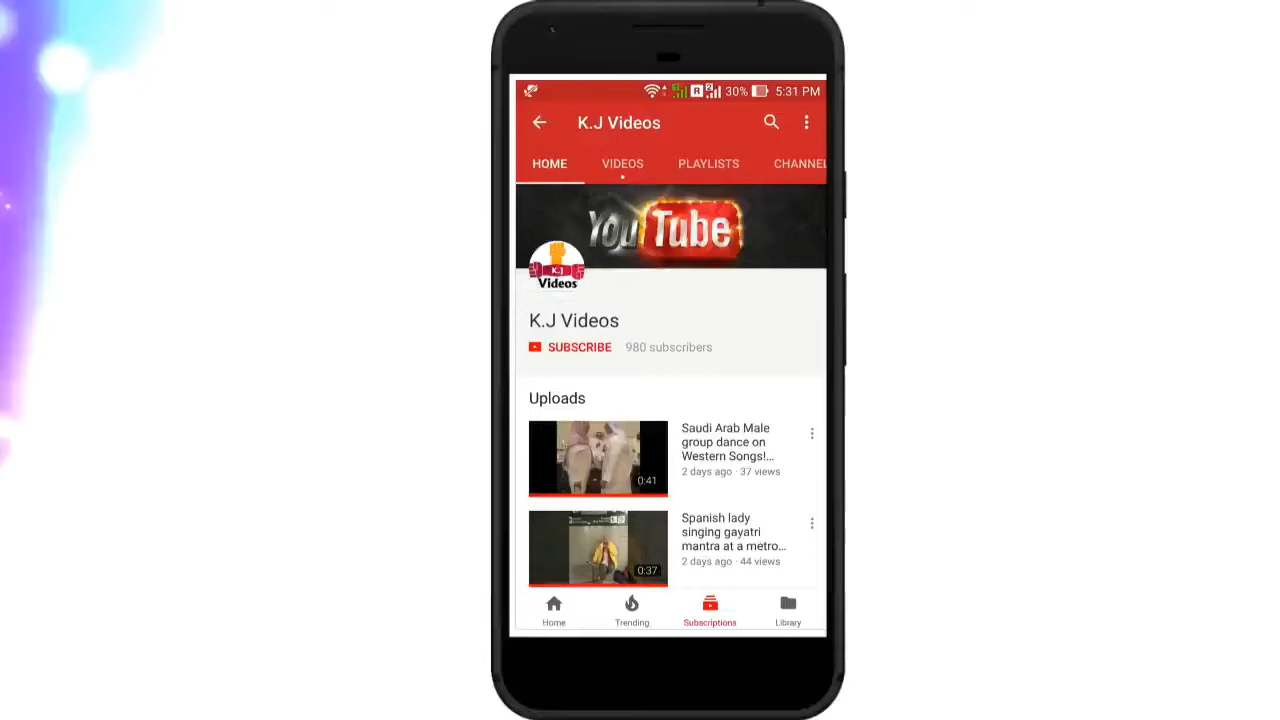 30% 5:31 PM
K.J Videos
HOME VIDEOS PLAYLISTS CHANNEL
YouTube
K.J
Videos
K.J Videos
SUBSCRIBE 980 subscribers
Uploads
Saudi Arab Male
group dance on
Western Songs!...
2 days ago · 37 views
0:41
Spanish lady
singing gayatri
mantra at a metro...
2 days ago · 44 views
0:37
Home Trending Subscriptions Library